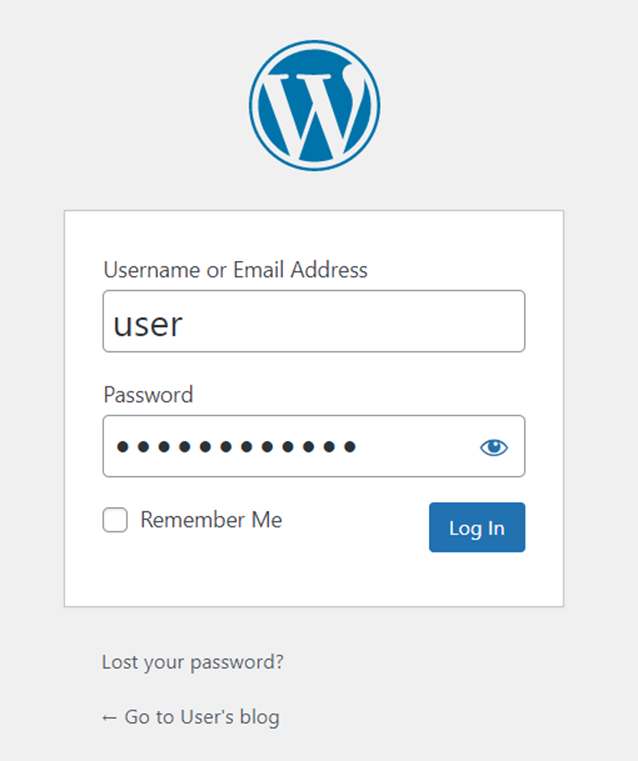 Username or Email Address
user
Password
••••••••••••
Remember Me
Log In
Lost your password?
← Go to User's blog